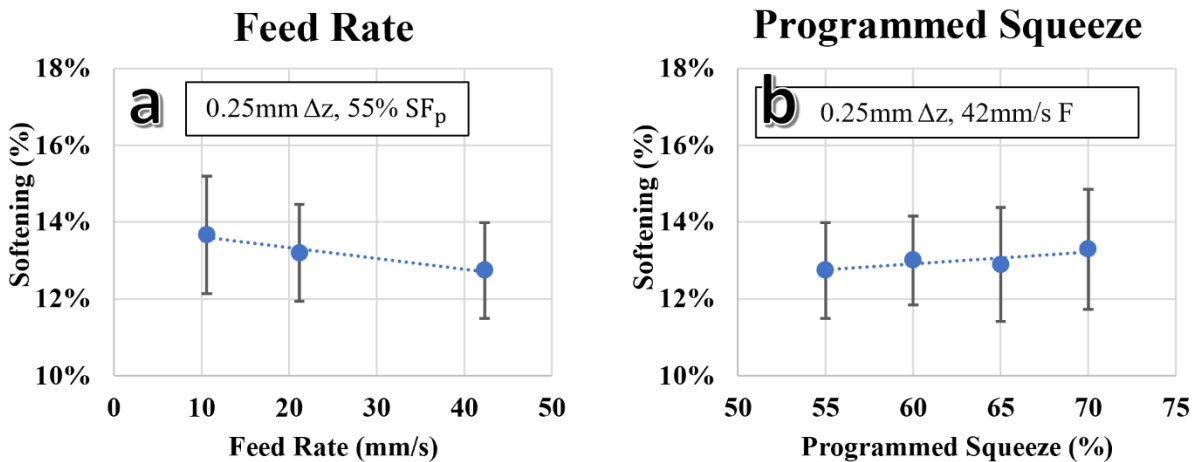 Feed Rate
18%
16%
14%
12%
10%
Softening (%)
a
0.25mm Δz, 55% SFp
0 10 20 30 40 50
Feed Rate (mm/s)
Programmed Squeeze
18%
16%
14%
12%
10%
Softening (%)
b
0.25mm Δz, 42mm/s F
50 55 60 65 70 75
Programmed Squeeze (%)